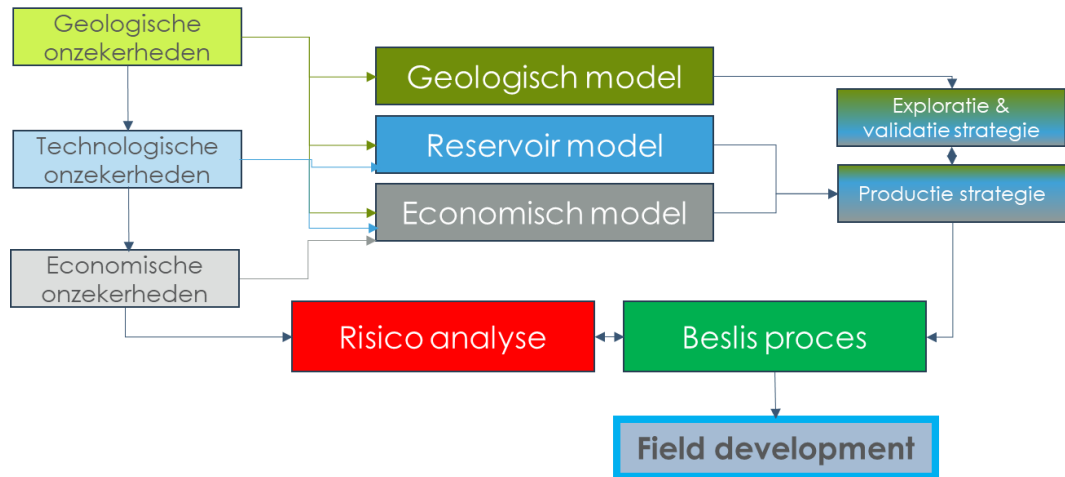 Geologische
onzekerheden
Geologisch model
Exploratie &
validatie strategie
Technologische
onzekerheden
Reservoir model
Productie strategie
Economisch model
Economische
onzekerheden
Risico analyse
Beslis proces
Field development